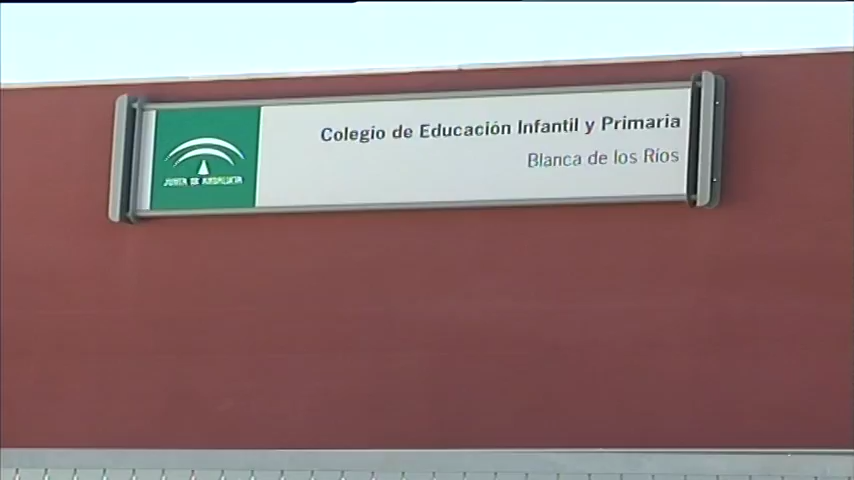 Colegio de Educación Infantil y Primaria
Blanca de los Ríos
JUNTA DE ANDALUCIA